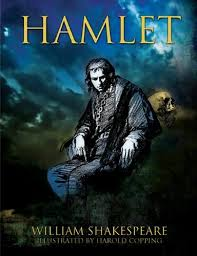 HAMLET
WILLIAM SHAKESPEARE
ILLUSTRATED BY HAROLD COPPING